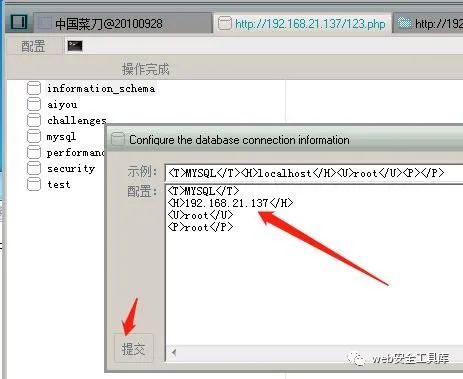 中国菜刀@20100928
http://192.168.21.137/123.php
http://192
配置
操作完成
information_schema
aiyou
challenges
mysql
performanc
security
test
Configure the database connection information
示例:
<T>MYSQL</T><H>localhost</H><U>root</U><P></P>
配置:
<T>MYSQL</T>
<H>192.168.21.137</H>
<U>root</U>
<P>root</P>
提交
web安全工具库